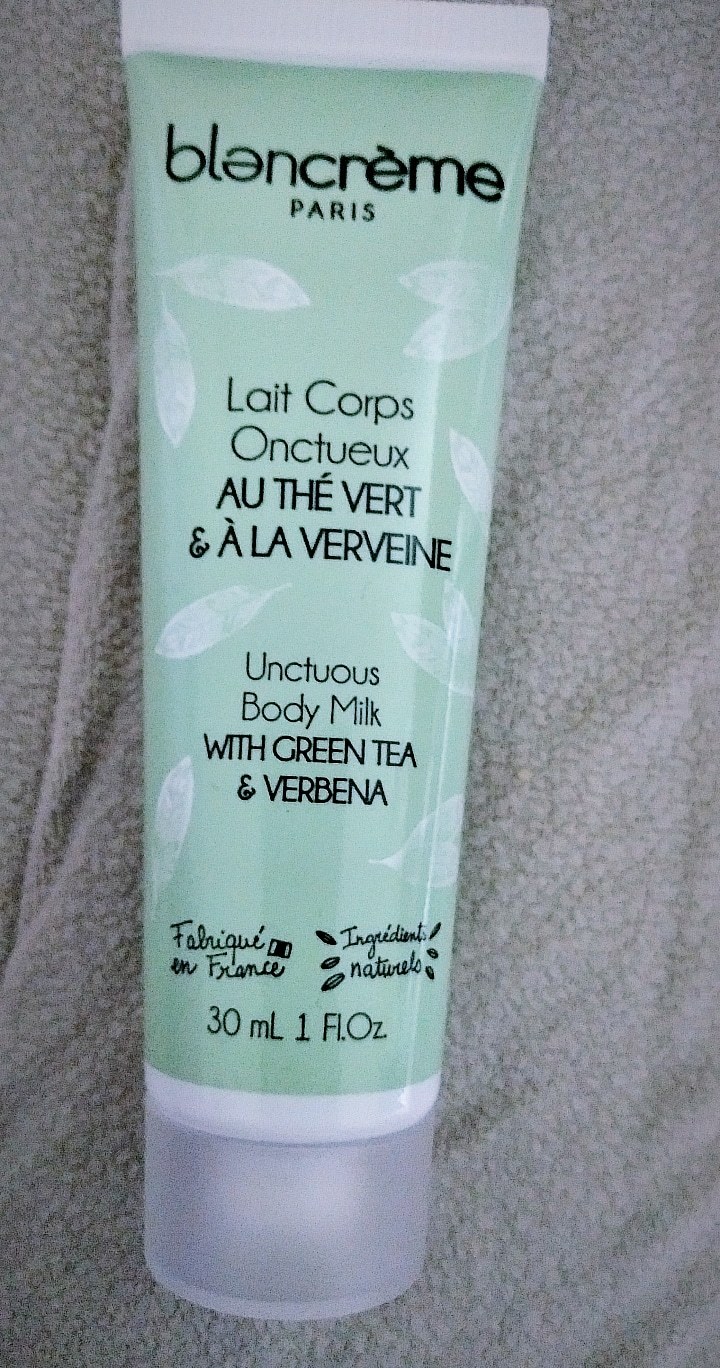 blancrème
PARIS
Lait Corps
Onctueux
AU THÉ VERT
& À LA VERVEINE
Unctuous
Body Milk
WITH GREEN TEA
& VERBENA
Fabriqué
en France
Ingrédients
naturels
30 mL 1 Fl.Oz